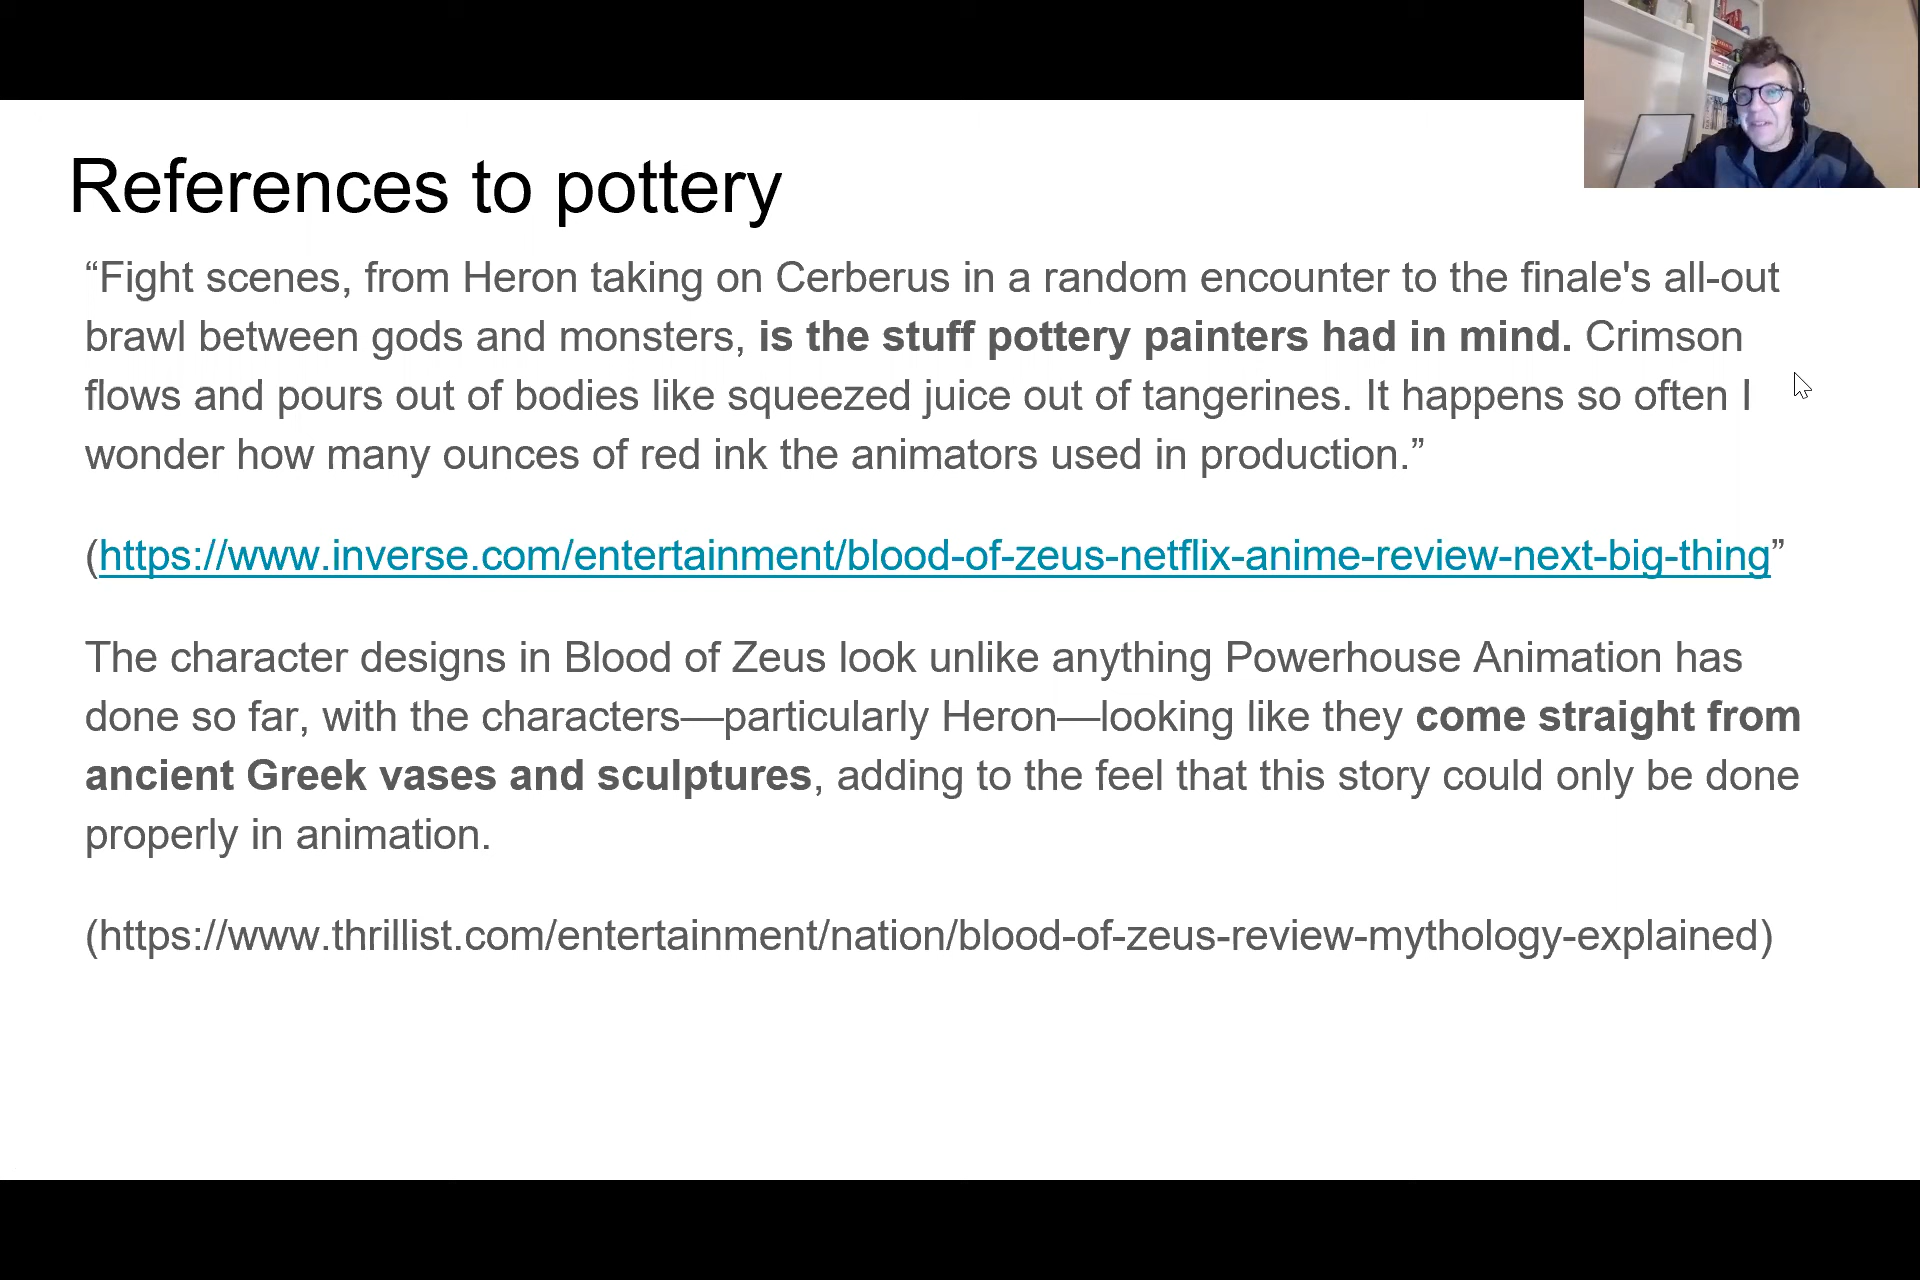 References to pottery
“Fight scenes, from Heron taking on Cerberus in a random encounter to the finale's all-out
brawl between gods and monsters, is the stuff pottery painters had in mind. Crimson
flows and pours out of bodies like squeezed juice out of tangerines. It happens so often I
wonder how many ounces of red ink the animators used in production.”
(https://www.inverse.com/entertainment/blood-of-zeus-netflix-anime-review-next-big-thing”
The character designs in Blood of Zeus look unlike anything Powerhouse Animation has
done so far, with the characters—particularly Heron—looking like they come straight from
ancient Greek vases and sculptures, adding to the feel that this story could only be done
properly in animation.
(https://www.thrillist.com/entertainment/nation/blood-of-zeus-review-mythology-explained)